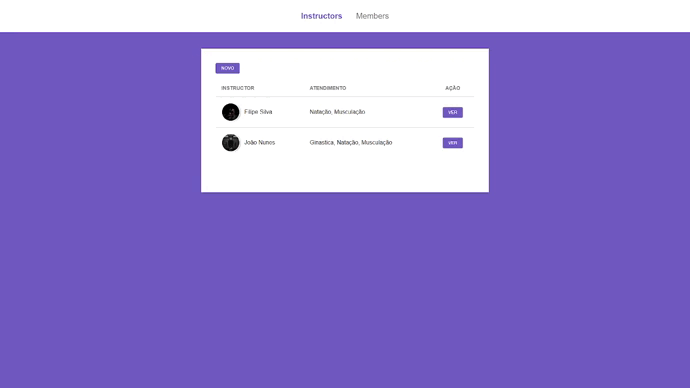 Instructors Members
NOVO
INSTRUCTOR ATENDIMENTO AÇÃO
Filipe Silva Natação, Musculação VER
João Nunes Ginastica, Natação, Musculação VER